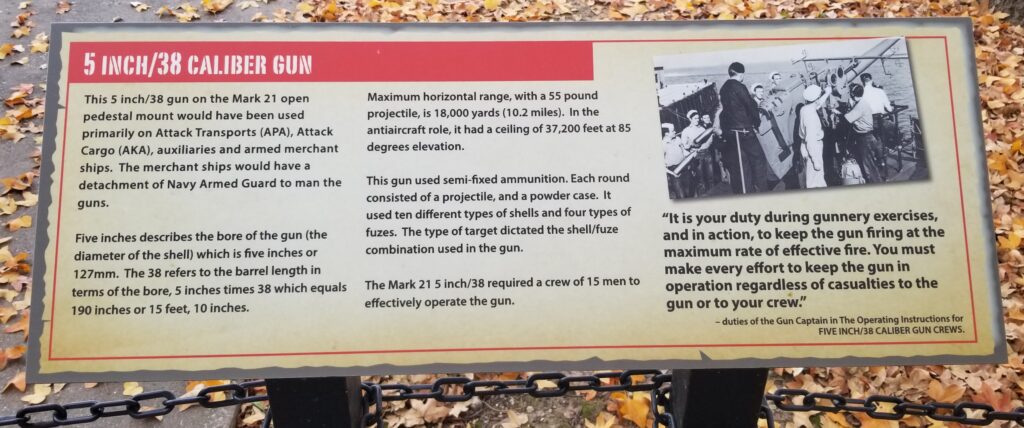 5 INCH/38 CALIBER GUN
This 5 inch/38 gun on the Mark 21 open
pedestal mount would have been used
primarily on Attack Transports (APA), Attack
Cargo (AKA), auxiliaries and armed merchant
ships. The merchant ships would have a
detachment of Navy Armed Guard to man the
guns.
Five inches describes the bore of the gun (the
diameter of the shell) which is five inches or
127mm. The 38 refers to the barrel length in
terms of the bore, 5 inches times 38 which equals
190 inches or 15 feet, 10 inches.
Maximum horizontal range, with a 55 pound
projectile, is 18,000 yards (10.2 miles). In the
antiaircraft role, it had a ceiling of 37,200 feet at 85
degrees elevation.
This gun used semi-fixed ammunition. Each round
consisted of a projectile, and a powder case. It
used ten different types of shells and four types of
fuzes. The type of target dictated the shell/fuze
combination used in the gun.
The Mark 21 5 inch/38 required a crew of 15 men to
effectively operate the gun.
“It is your duty during gunnery exercises,
and in action, to keep the gun firing at the
maximum rate of effective fire. You must
make every effort to keep the gun in
operation regardless of casualties to the
gun or to your crew.”
– duties of the Gun Captain in The Operating Instructions for
FIVE INCH/38 CALIBER GUN CREWS.